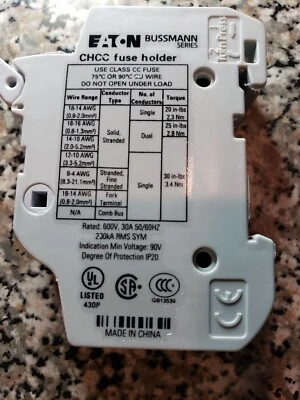 EATON BUSSMANN SERIES
CHCC fuse holder
USE CLASS CC FUSE
75°C OR 90°C CU WIRE
DO NOT OPEN UNDER LOAD
Wire Range Conductor Type No. of Conductors Torque
18-14 AWG (0.8-2.0mm²) Solid, Stranded Single 20 in-lbs 2.3 Nm
18-16 AWG (0.8-1.3mm²) Dual 25 in-lbs 2.8 Nm
14-10 AWG (2.0-5.2mm²)
12-10 AWG (3.3-5.2mm²) Single 30 in-lbs 3.4 Nm
8-4 AWG (8.3-21.1mm²) Stranded, Fine Stranded
18-14 AWG (0.8-2.0mm²) Fork Terminal
N/A Comb Bus
Rated: 600V, 30A 50/60HZ
200kA RMS SYM
Indication Min Voltage: 90V
Degree Of Protection IP20
UL
LISTED
430P
SA
CCC
GB13539
CE
MADE IN CHINA